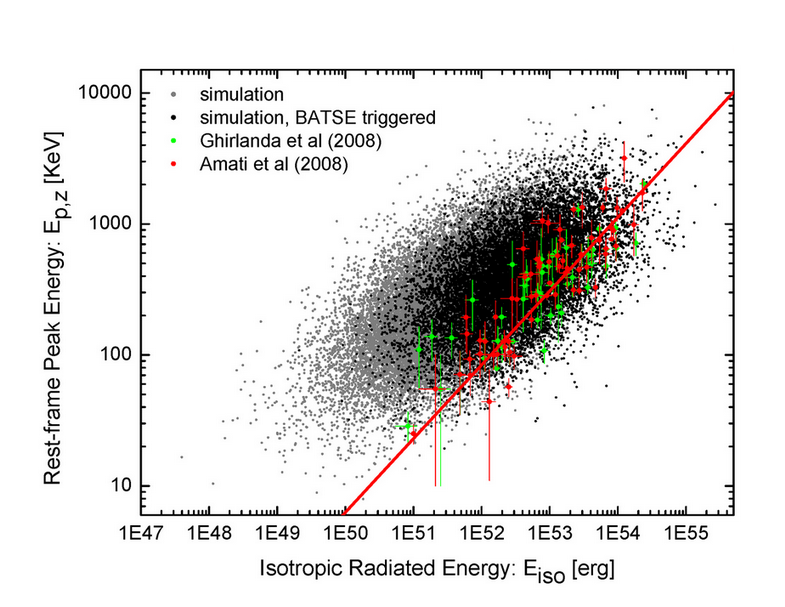 simulation
simulation, BATSE triggered
Ghirlanda et al (2008)
Amati et al (2008)
10000
1000
100
10
Rest-frame Peak Energy: Ep,z [KeV]
1E47 1E48 1E49 1E50 1E51 1E52 1E53 1E54 1E55
Isotropic Radiated Energy: Eiso [erg]